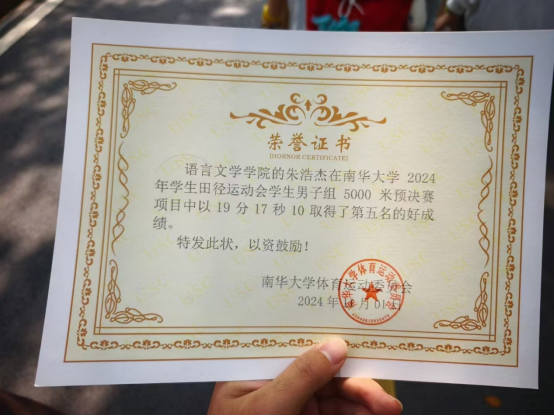 荣誉证书
[HORNOR CERTIFICATE]
语言文学学院的朱浩杰在南华大学 2024
年学生田径运动会学生男子组 5000 米预决赛
项目中以 19 分 17 秒 10 取得了第五名的好成
绩。
特发此状，以资鼓励！
南华大学体育运动委员会
2024 年
月 01